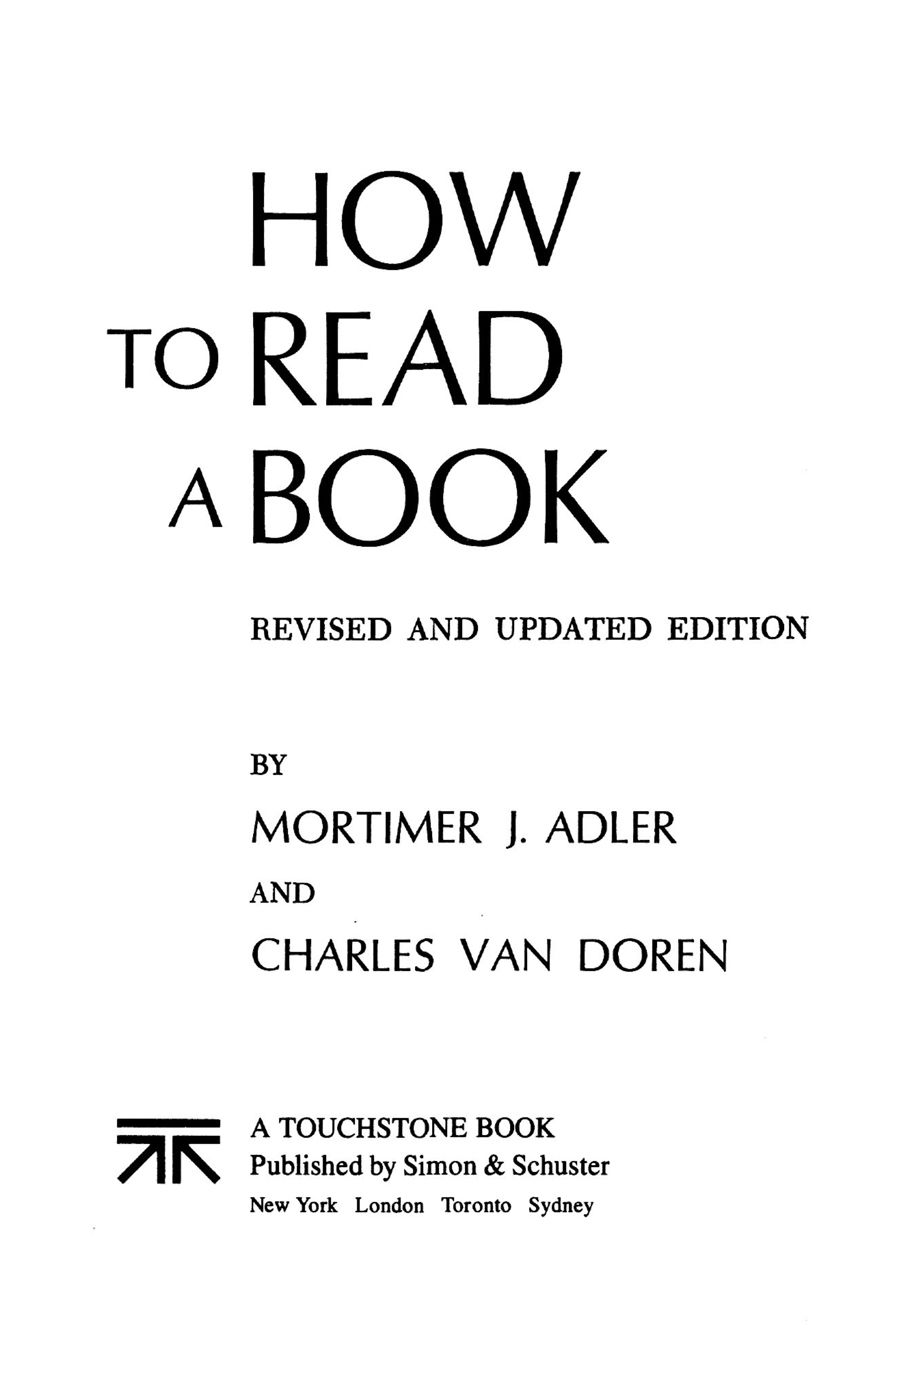 HOW
TO READ
A BOOK
REVISED AND UPDATED EDITION
BY
MORTIMER J. ADLER
AND
CHARLES VAN DOREN
A TOUCHSTONE BOOK
Published by Simon & Schuster
New York London Toronto Sydney